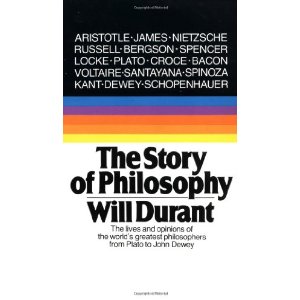 ARISTOTLE·JAMES·NIETZSCHE
RUSSELL·BERGSON·SPENCER
LOCKE·PLATO·CROCE·BACON
VOLTAIRE·SANTAYANA·SPINOZA
KANT·DEWEY·SCHOPENHAUER
The Story
of Philosophy
Will Durant
The lives and opinions of
the world's greatest philosophers
from Plato to John Dewey